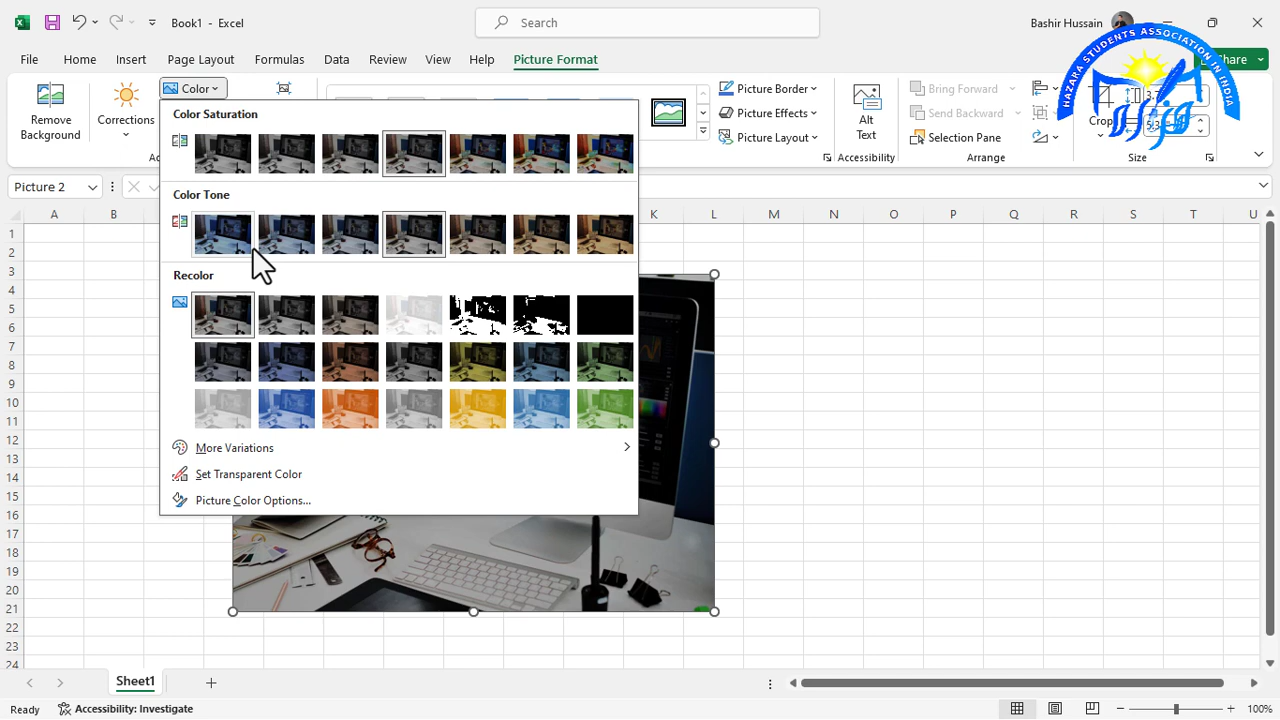 Book1 - Excel
Search
Bashir Hussain
File Home Insert Page Layout Formulas Data Review View Help Picture Format
Share
HAZARA STUDENTS ASSOCIATION IN INDIA
Remove Background
Corrections
Color
Picture Border
Picture Effects
Picture Layout
Alt Text
Accessibility
Bring Forward
Send Backward
Selection Pane
Arrange
Crop
Size
Picture 2
Color Saturation
Color Tone
Recolor
More Variations
Set Transparent Color
Picture Color Options...
A B K L M N O P Q R S T U
1
2
3
4
5
6
7
8
9
10
11
12
13
14
15
16
17
18
19
20
21
22
23
24
Sheet1
Ready
Accessibility: Investigate
100%